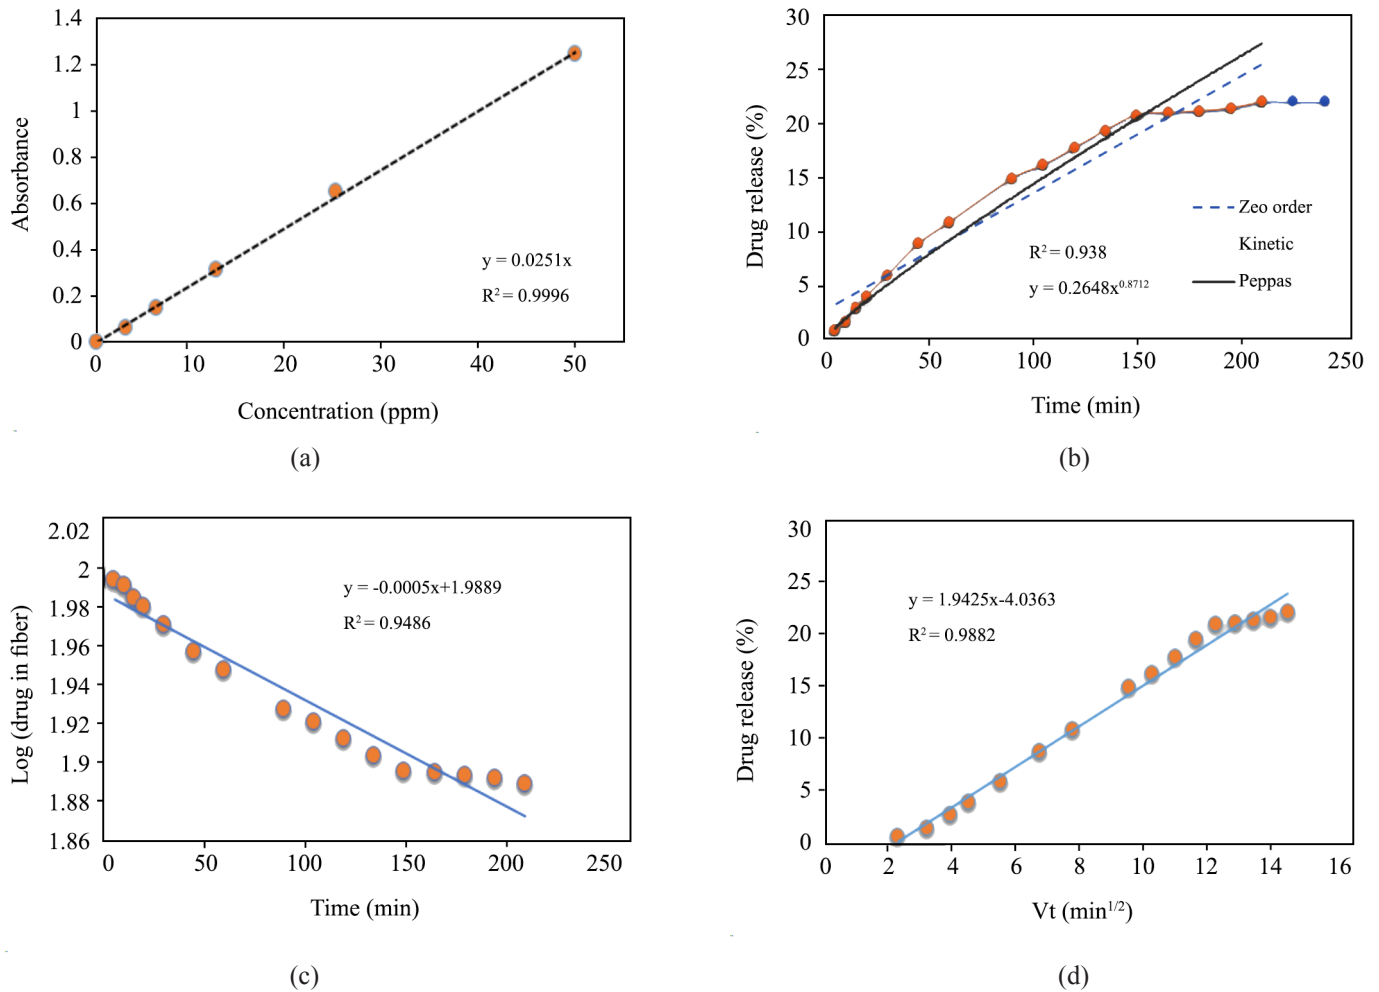 1.4
1.2
1
0.8
0.6
0.4
0.2
0
Absorbance
y = 0.0251x
R² = 0.9996
0 10 20 30 40 50
Concentration (ppm)
(a)
30
25
20
15
10
5
0
Drug release (%)
Zeo order
Kinetic
Peppas
R² = 0.938
y = 0.2648x^0.8712
0 50 100 150 200 250
Time (min)
(b)
2.02
2
1.98
1.96
1.94
1.92
1.9
1.88
1.86
Log (drug in fiber)
y = -0.0005x+1.9889
R² = 0.9486
0 50 100 150 200 250
Time (min)
(c)
30
25
20
15
10
5
0
Drug release (%)
y = 1.9425x-4.0363
R² = 0.9882
0 2 4 6 8 10 12 14 16
Vt (min^1/2)
(d)